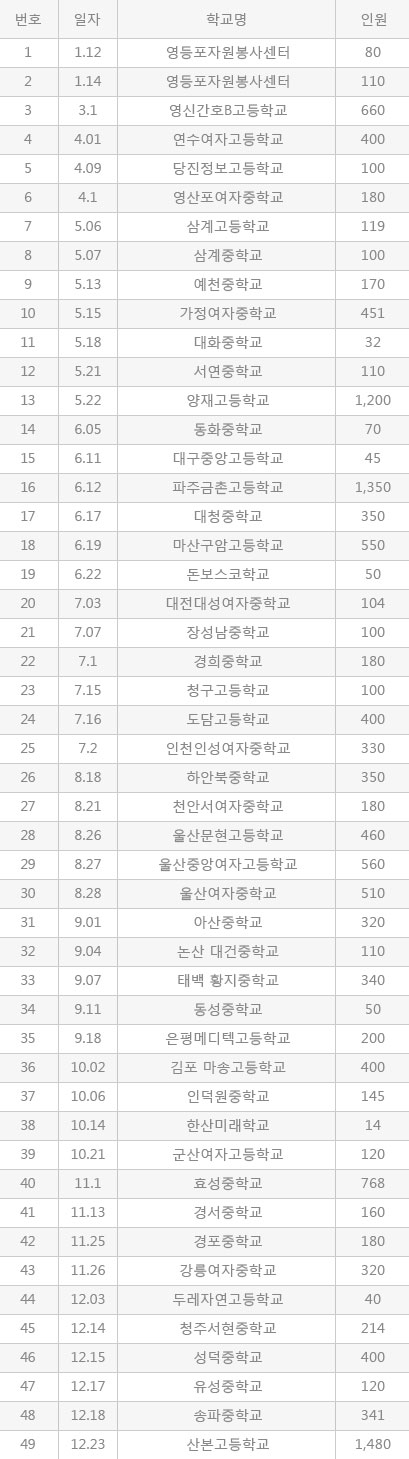 번호 일자 학교명 인원
1 1.12 영등포자원봉사센터 80
2 1.14 영등포자원봉사센터 110
3 3.1 영신간호B고등학교 660
4 4.01 연수여자고등학교 400
5 4.09 당진정보고등학교 100
6 4.1 영산포여자중학교 180
7 5.06 삼계고등학교 119
8 5.07 삼계중학교 100
9 5.13 예천중학교 170
10 5.15 가정여자중학교 451
11 5.18 대화중학교 32
12 5.21 서연중학교 110
13 5.22 양재고등학교 1,200
14 6.05 동화중학교 70
15 6.11 대구중앙고등학교 45
16 6.12 파주금촌고등학교 1,350
17 6.17 대청중학교 350
18 6.19 마산구암고등학교 550
19 6.22 돈보스코학교 50
20 7.03 대전대성여자중학교 104
21 7.07 장성남중학교 100
22 7.1 경희중학교 180
23 7.15 청구고등학교 100
24 7.16 도담고등학교 400
25 7.2 인천인성여자중학교 330
26 8.18 하안북중학교 350
27 8.21 천안서여자중학교 180
28 8.26 울산문현고등학교 460
29 8.27 울산중앙여자고등학교 560
30 8.28 울산여자중학교 510
31 9.01 아산중학교 320
32 9.04 논산 대건중학교 110
33 9.07 태백 황지중학교 340
34 9.11 동성중학교 50
35 9.18 은평메디텍고등학교 200
36 10.02 김포 마송고등학교 400
37 10.06 인덕원중학교 145
38 10.14 한산미래학교 14
39 10.21 군산여자고등학교 120
40 11.1 효성중학교 768
41 11.13 경서중학교 160
42 11.25 경포중학교 180
43 11.26 강릉여자중학교 320
44 12.03 두레자연고등학교 40
45 12.14 청주서현중학교 214
46 12.15 성덕중학교 400
47 12.17 유성중학교 120
48 12.18 송파중학교 341
49 12.23 산본고등학교 1,480